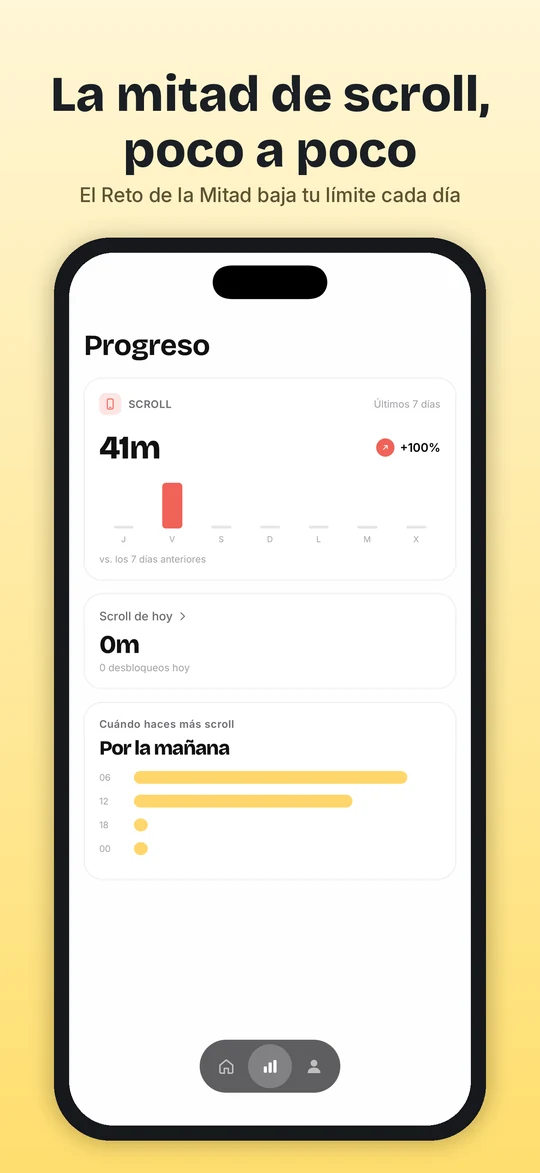 La mitad de scroll,
poco a poco
El Reto de la Mitad baja tu límite cada día
Progreso
SCROLL
Últimos 7 días
41m
+100%
J V S D L M X
vs. los 7 días anteriores
Scroll de hoy
0m
0 desbloqueos hoy
Cuándo haces más scroll
Por la mañana
06
12
18
00